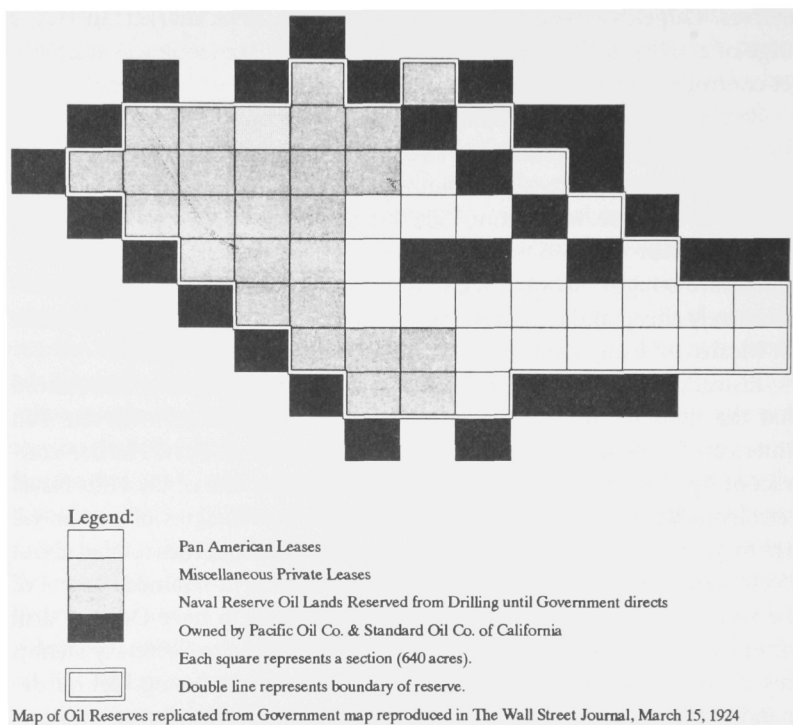 Legend:
Pan American Leases
Miscellaneous Private Leases
Naval Reserve Oil Lands Reserved from Drilling until Government directs
Owned by Pacific Oil Co. & Standard Oil Co. of California
Each square represents a section (640 acres).
Double line represents boundary of reserve.
Map of Oil Reserves replicated from Government map reproduced in The Wall Street Journal, March 15, 1924